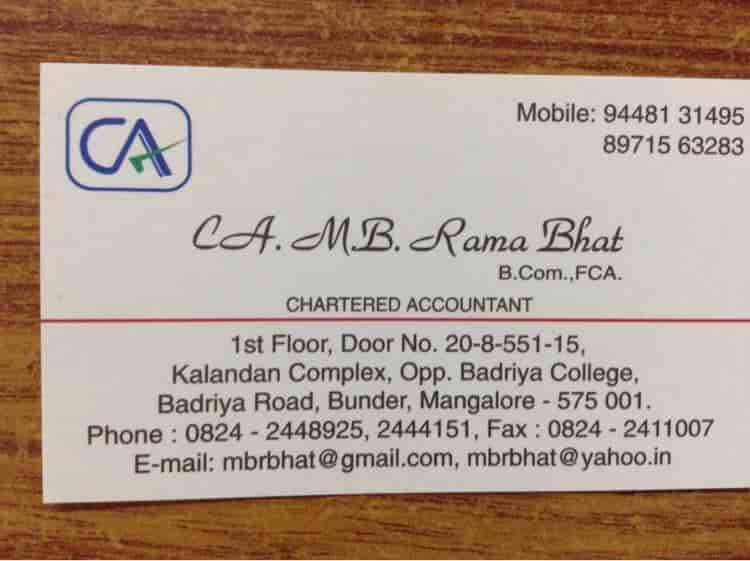 CA
Mobile: 94481 31495
89715 63283
CA. M.B. Rama Bhat
B.Com.,FCA.
CHARTERED ACCOUNTANT
1st Floor, Door No. 20-8-551-15,
Kalandan Complex, Opp. Badriya College,
Badriya Road, Bunder, Mangalore - 575 001.
Phone : 0824 - 2448925, 2444151, Fax : 0824 - 2411007
E-mail: mbrbhat@gmail.com, mbrbhat@yahoo.in